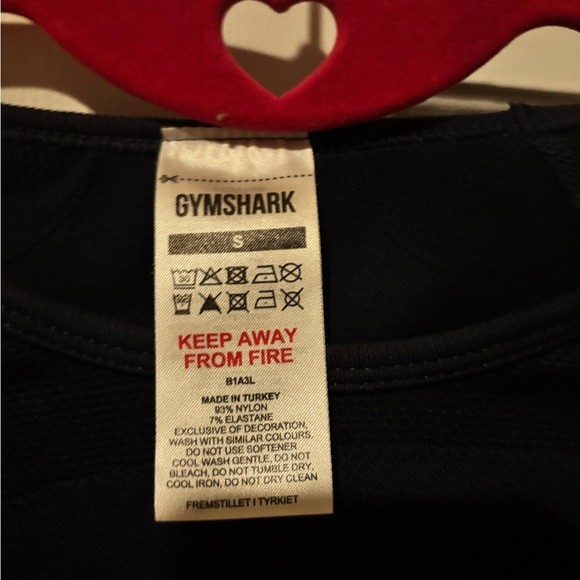 GYMSHARK
S
30
KEEP AWAY
FROM FIRE
B1A3L
MADE IN TURKEY
93% NYLON
7% ELASTANE
EXCLUSIVE OF DECORATION,
WASH WITH SIMILAR COLOURS,
DO NOT USE SOFTENER
COOL WASH GENTLE, DO NOT
BLEACH, DO NOT TUMBLE DRY,
COOL IRON, DO NOT DRY CLEAN
FREMSTILLET I TYRKIET